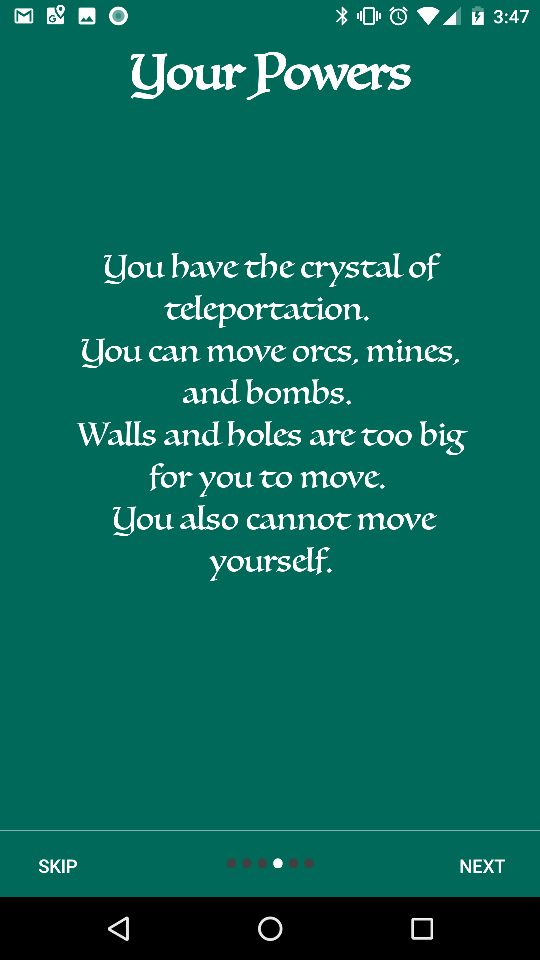 3:47
Your Powers
You have the crystal of
teleportation.
You can move orcs, mines,
and bombs.
Walls and holes are too big
for you to move.
You also cannot move
yourself.
SKIP
NEXT